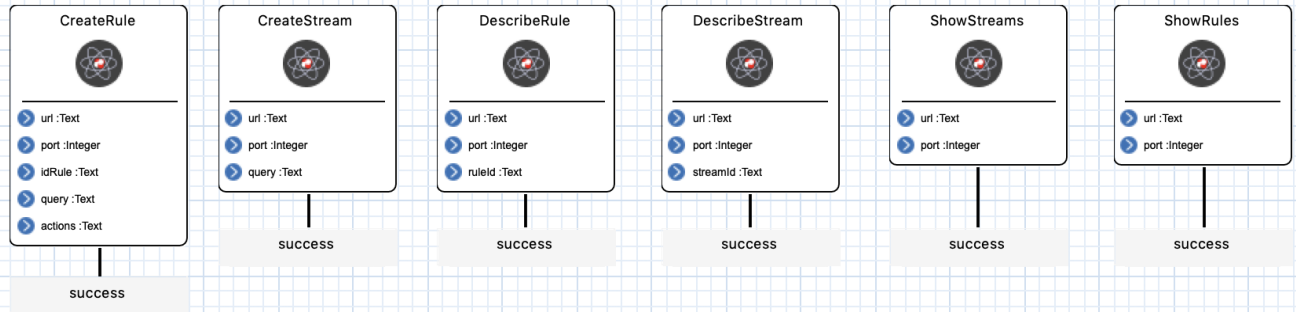 CreateRule
url :Text
port :Integer
idRule :Text
query :Text
actions :Text
success
CreateStream
url :Text
port :Integer
query :Text
success
DescribeRule
url :Text
port :Integer
ruleId :Text
success
DescribeStream
url :Text
port :Integer
streamId :Text
success
ShowStreams
url :Text
port :Integer
success
ShowRules
url :Text
port :Integer
success